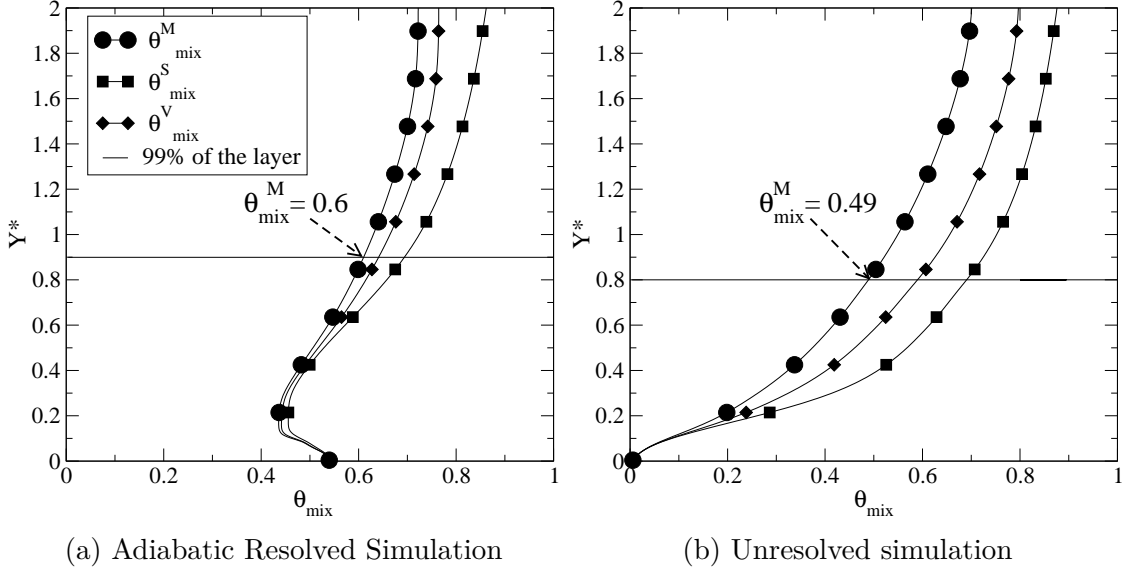 2
1.8
1.6
1.4
1.2
1
0.8
0.6
0.4
0.2
0
Y*
θ^M_mix
θ^S_mix
θ^V_mix
99% of the layer
θ_mix^M = 0.6
0 0.2 0.4 0.6 0.8 1
θ_mix
(a) Adiabatic Resolved Simulation
2
1.8
1.6
1.4
1.2
1
0.8
0.6
0.4
0.2
0
Y*
θ_mix^M = 0.49
0 0.2 0.4 0.6 0.8 1
θ_mix
(b) Unresolved simulation